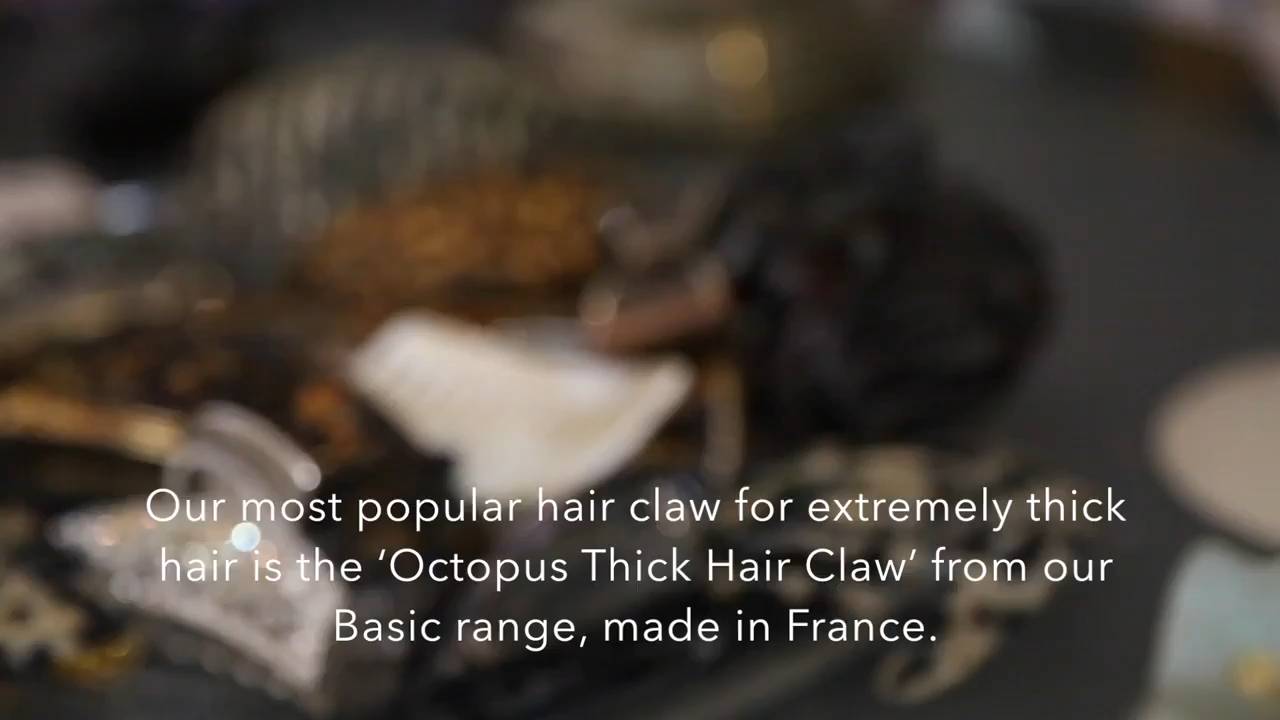 Our most popular hair claw for extremely thick
hair is the ‘Octopus Thick Hair Claw’ from our
Basic range, made in France.